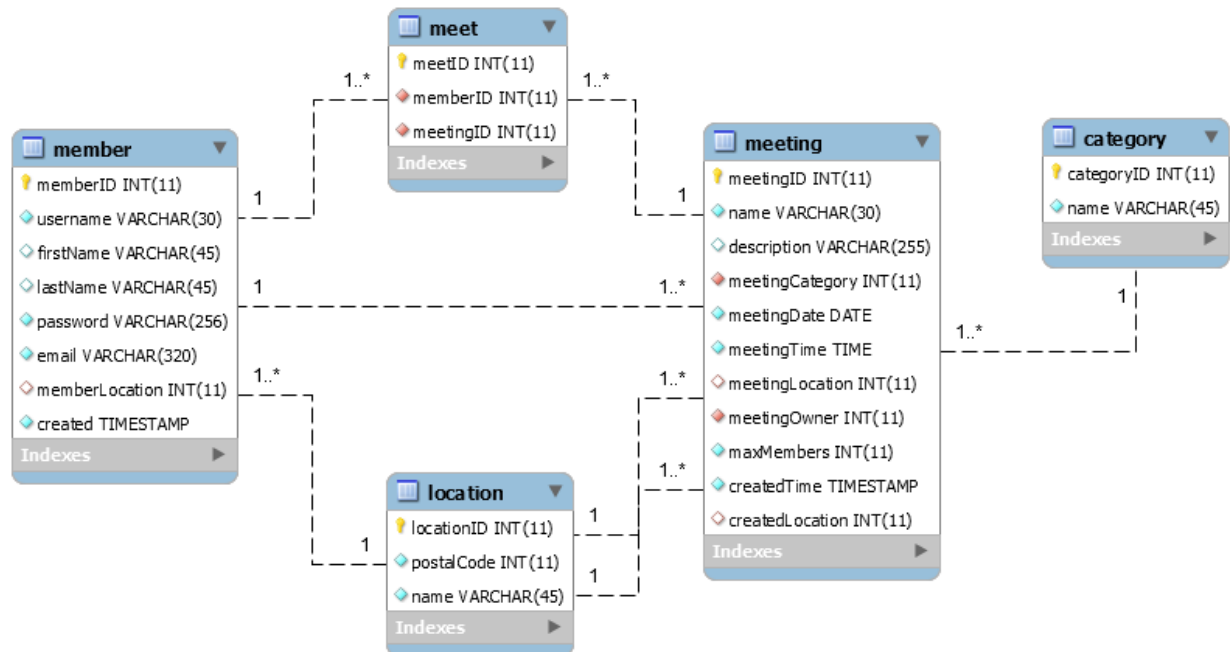 meet
meetID INT(11)
memberID INT(11)
meetingID INT(11)
Indexes
1..*
1..*
member
memberID INT(11)
username VARCHAR(30)
firstName VARCHAR(45)
lastName VARCHAR(45)
password VARCHAR(256)
email VARCHAR(320)
memberLocation INT(11)
created TIMESTAMP
Indexes
1
1
1..*
meeting
meetingID INT(11)
name VARCHAR(30)
description VARCHAR(255)
meetingCategory INT(11)
meetingDate DATE
meetingTime TIME
meetingLocation INT(11)
meetingOwner INT(11)
maxMembers INT(11)
createdTime TIMESTAMP
createdLocation INT(11)
Indexes
1
1..*
1..*
1..*
1..*
category
categoryID INT(11)
name VARCHAR(45)
Indexes
1
location
locationID INT(11)
postalCode INT(11)
name VARCHAR(45)
Indexes
1
1
1